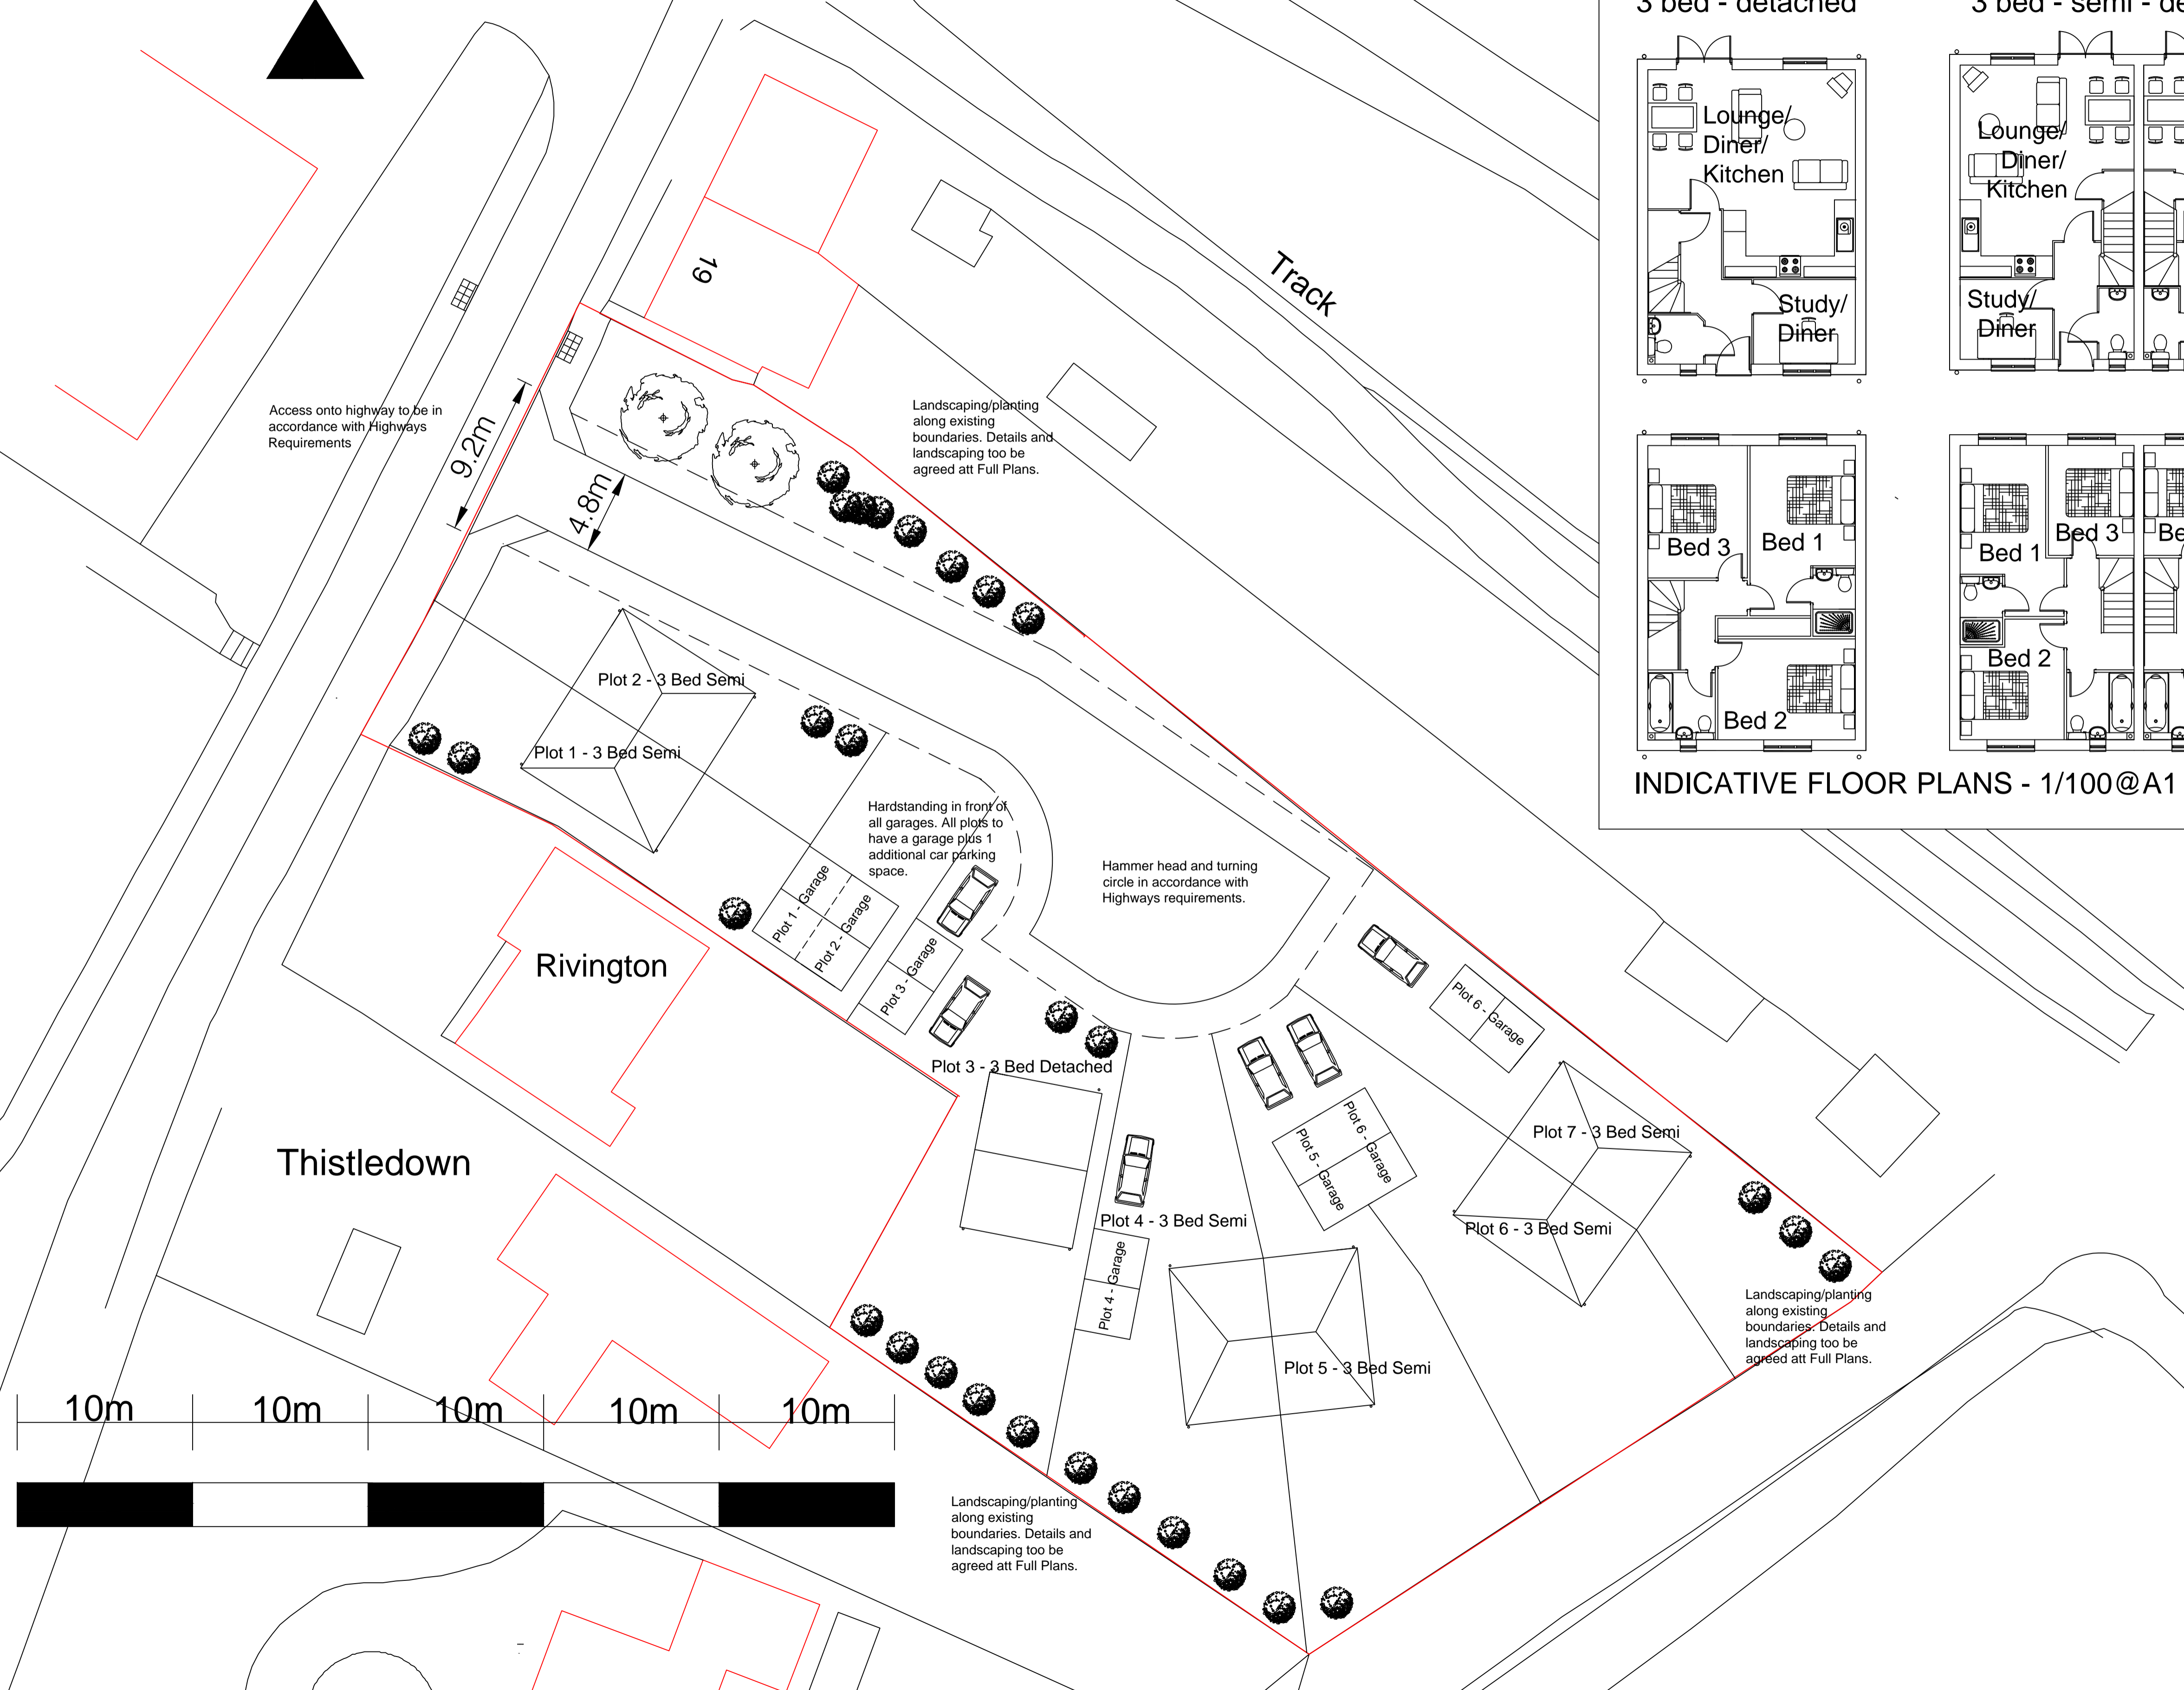 3 bed - detached
3 bed - semi - de
Lounge/
Diner/
Kitchen
Lounge/
Diner/
Kitchen
Study/
Diner
Study/
Diner
Bed 3
Bed 1
Bed 2
Bed 1
Bed 3
Be
Bed 2
INDICATIVE FLOOR PLANS - 1/100@A1
19
Track
Access onto highway to be in
accordance with Highways
Requirements
9.2m
4.8m
Landscaping/planting
along existing
boundaries. Details and
landscaping too be
agreed att Full Plans.
Plot 2 - 3 Bed Semi
Plot 1 - 3 Bed Semi
Hardstanding in front of
all garages. All plots to
have a garage plus 1
additional car parking
space.
Hammer head and turning
circle in accordance with
Highways requirements.
Plot 1 - Garage
Plot 2 - Garage
Plot 3 - Garage
Rivington
Plot 6 - Garage
Plot 3 - 3 Bed Detached
Plot 5 - Garage
Plot 6 - Garage
Plot 7 - 3 Bed Semi
Plot 6 - 3 Bed Semi
Thistledown
Plot 4 - 3 Bed Semi
Plot 4 - Garage
Plot 5 - 3 Bed Semi
Landscaping/planting
along existing
boundaries. Details and
landscaping too be
agreed att Full Plans.
10m 10m 10m 10m 10m
Landscaping/planting
along existing
boundaries. Details and
landscaping too be
agreed att Full Plans.